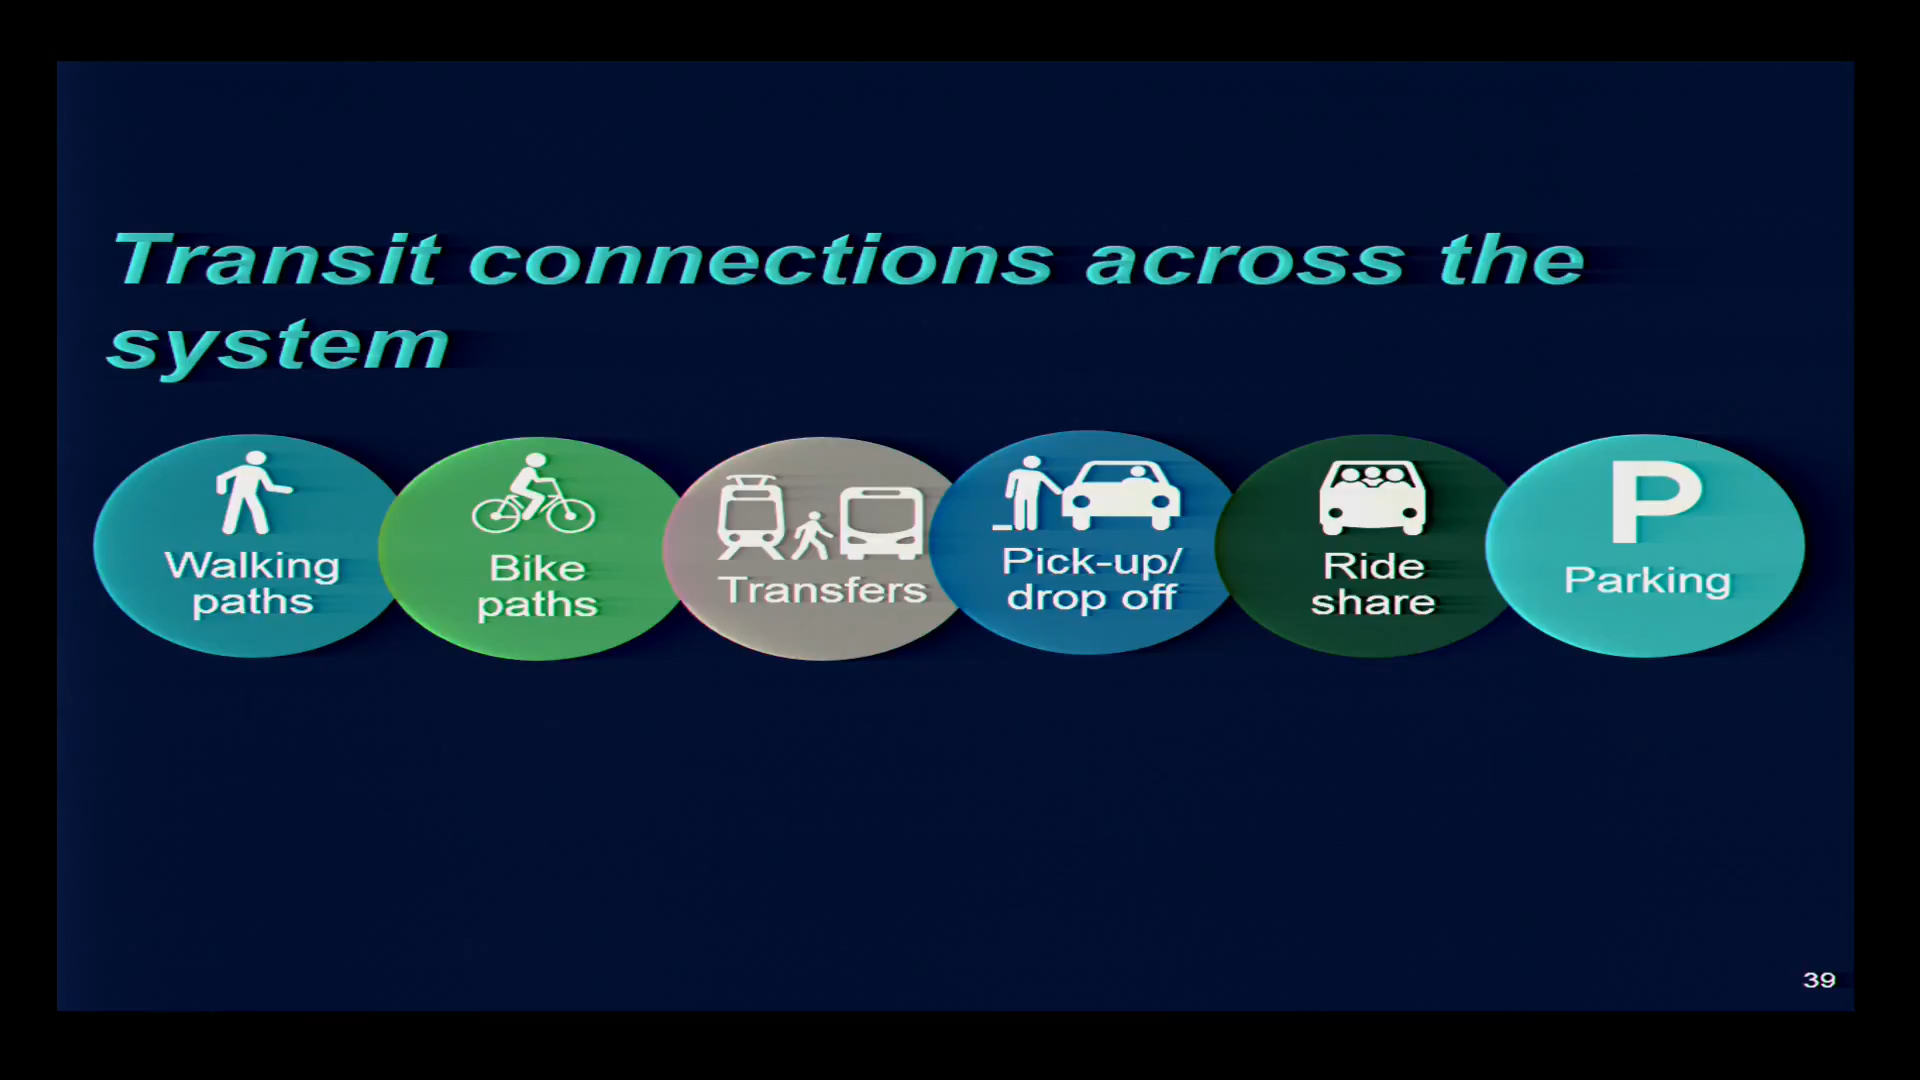 Transit connections across the
system
Walking
paths
Bike
paths
Transfers
Pick-up/
drop off
Ride
share
P
Parking
39